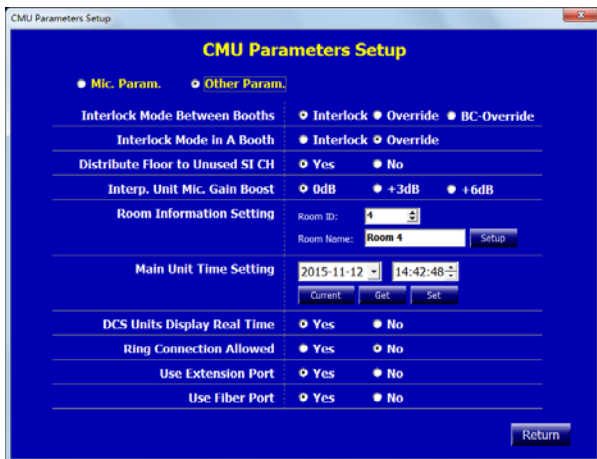 CMU Parameters Setup
CMU Parameters Setup
Mic. Param. Other Param.
Interlock Mode Between Booths Interlock Override BC-Override
Interlock Mode in A Booth Interlock Override
Distribute Floor to Unused SI CH Yes No
Interp. Unit Mic. Gain Boost 0dB +3dB +6dB
Room Information Setting Room ID: 4
Room Name: Room 4 Setup
Main Unit Time Setting 2015-11-12 14:42:48
Current Get Set
DCS Units Display Real Time Yes No
Ring Connection Allowed Yes No
Use Extension Port Yes No
Use Fiber Port Yes No
Return